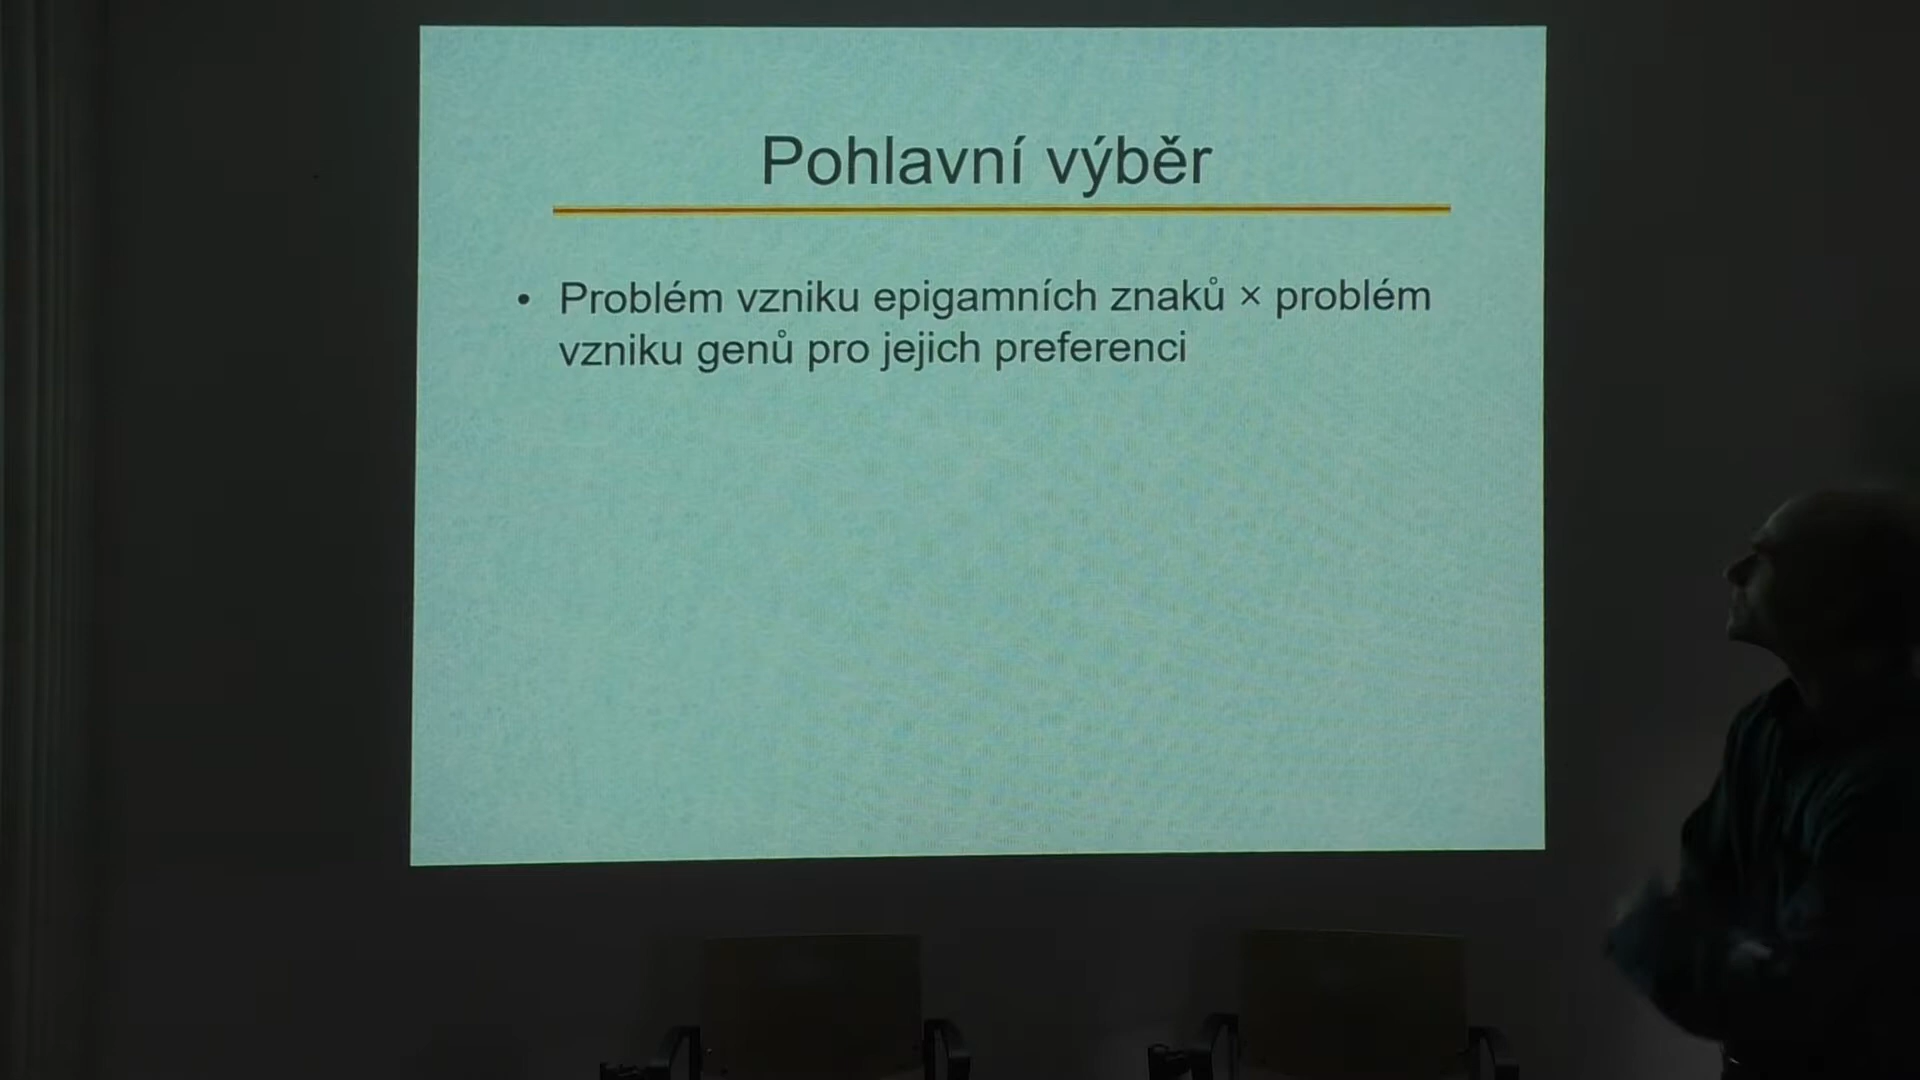 Pohlavní výběr
• Problém vzniku epigamních znaků × problém
vzniku genů pro jejich preferenci